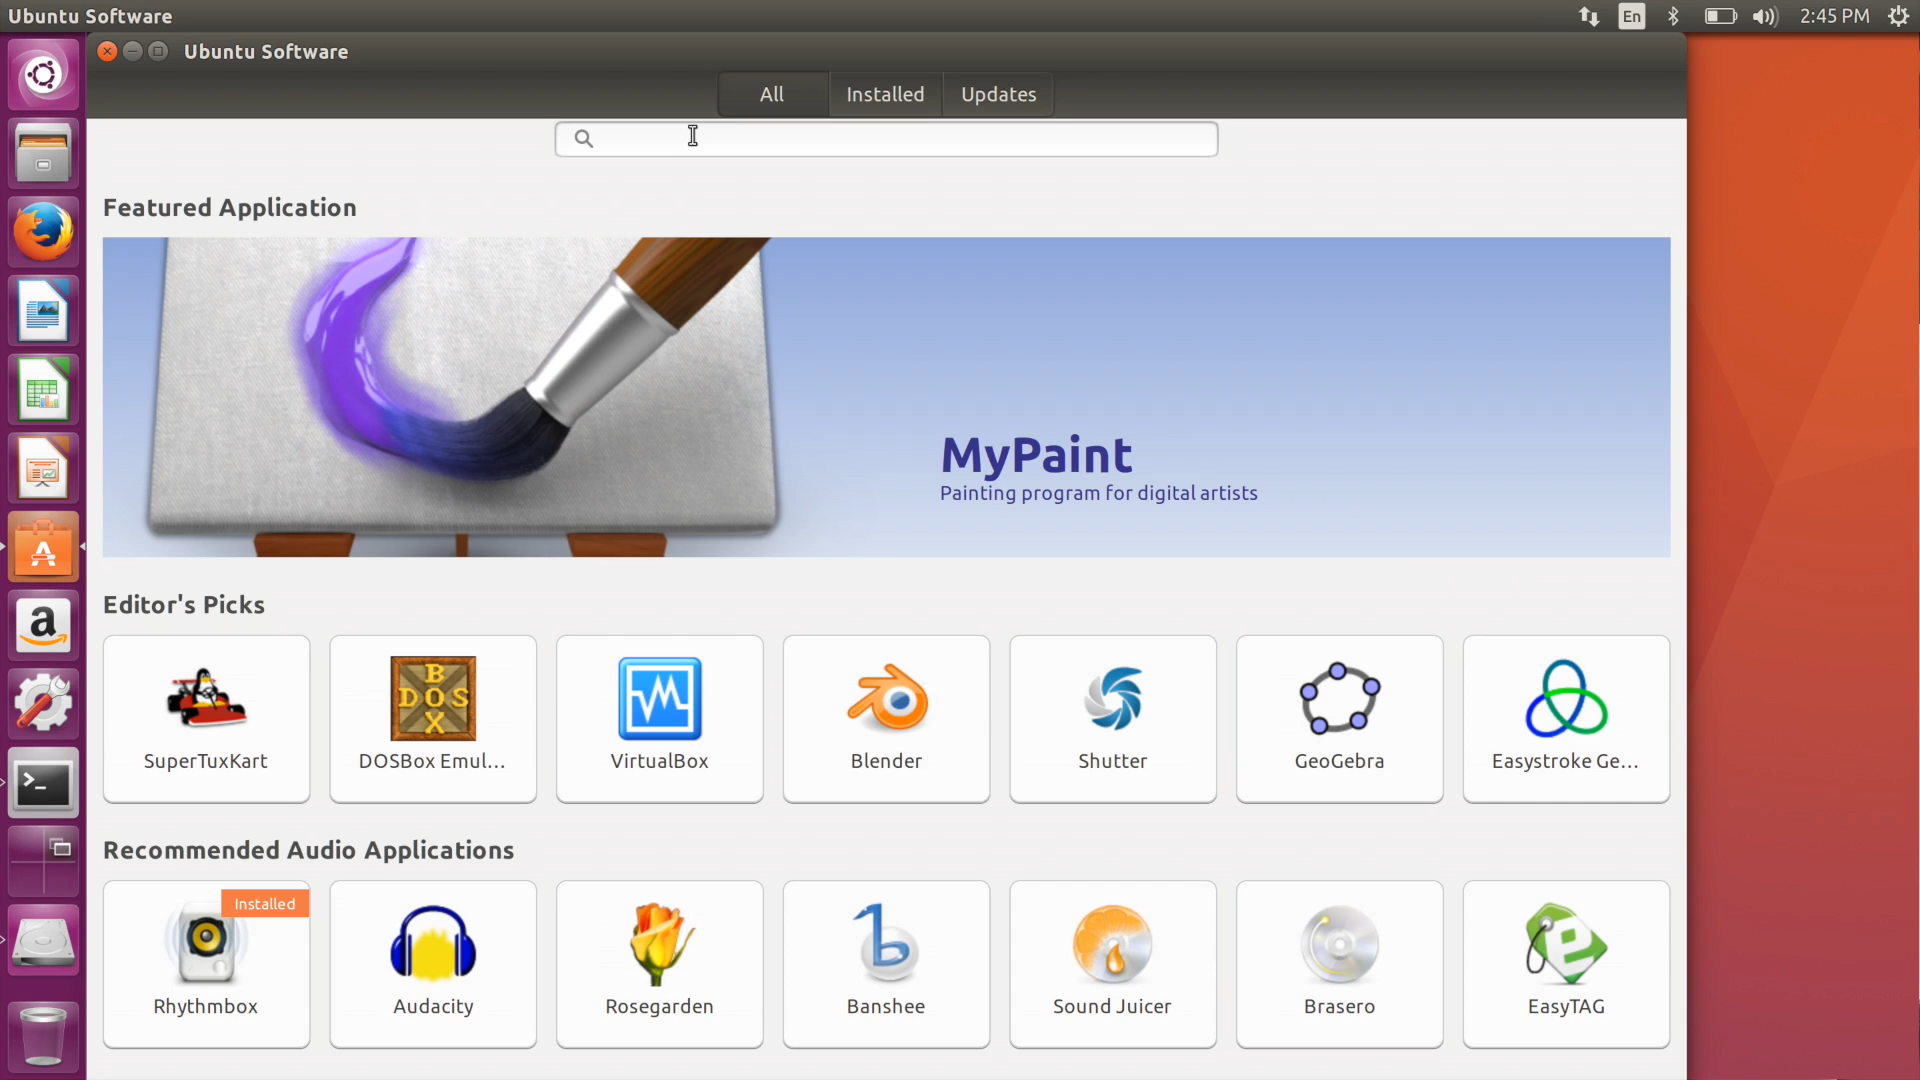 Ubuntu Software
En
2:45 PM
Ubuntu Software
All
Installed
Updates
Featured Application
MyPaint
Painting program for digital artists
Editor's Picks
DOS
BOX
SuperTuxKart
DOSBox Emul...
VirtualBox
Blender
Shutter
GeoGebra
Easystroke Ge...
Recommended Audio Applications
Installed
Rhythmbox
Audacity
Rosegarden
Banshee
Sound Juicer
Brasero
EasyTAG